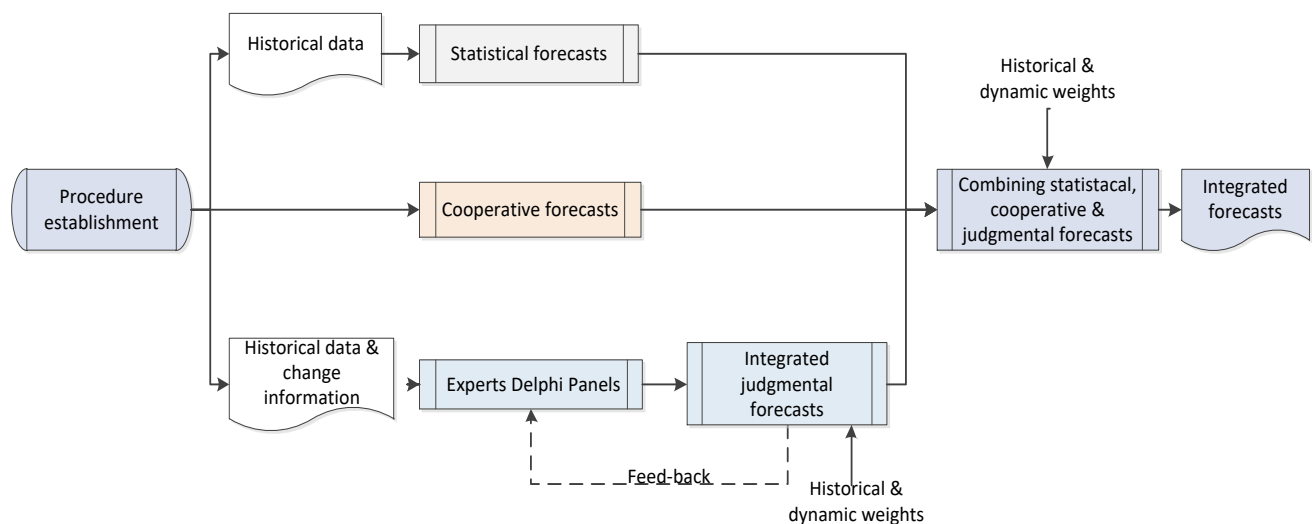 Historical data
Statistical forecasts
Historical &
dynamic weights
Procedure
establishment
Cooperative forecasts
Combining statistacal,
cooperative &
judgmental forecasts
Integrated
forecasts
Historical data &
change
information
Experts Delphi Panels
Integrated
judgmental
forecasts
Feed-back
Historical &
dynamic weights